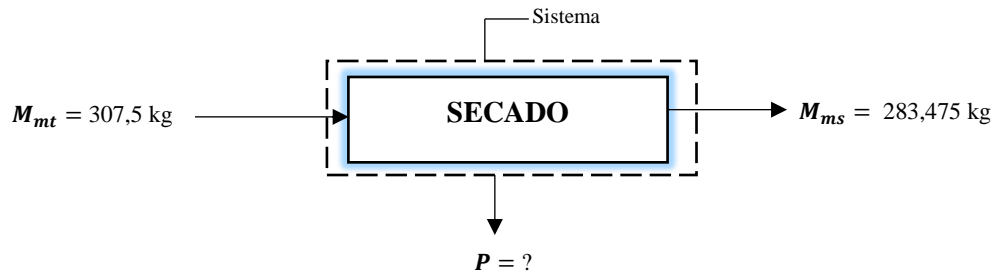 Sistema
SECADO
M_mt = 307,5 kg
M_ms = 283,475 kg
P = ?